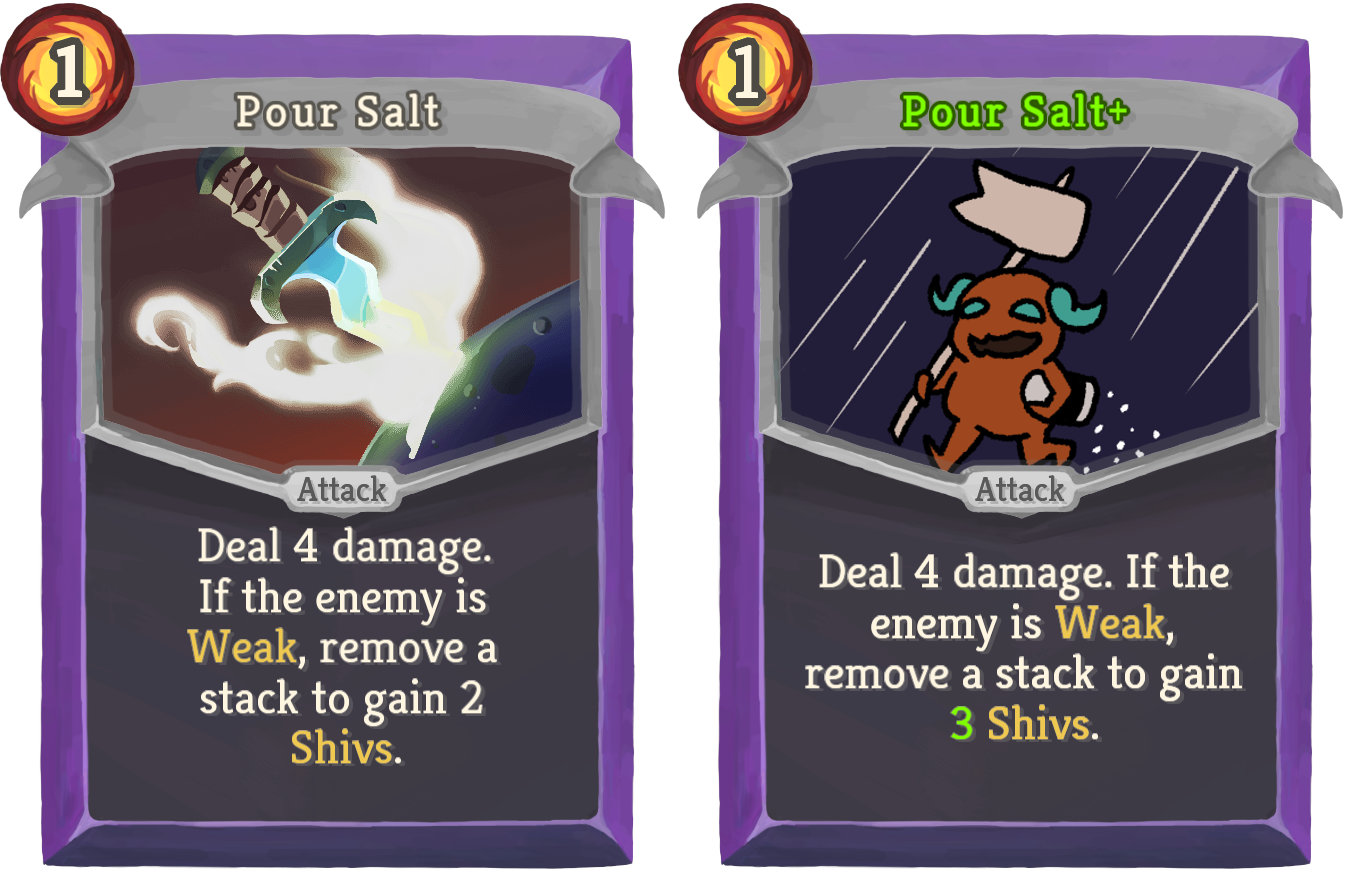 1
Pour Salt
Attack
Deal 4 damage.
If the enemy is
Weak, remove a
stack to gain 2
Shivs.
1
Pour Salt+
Attack
Deal 4 damage. If the
enemy is Weak,
remove a stack to gain
3 Shivs.